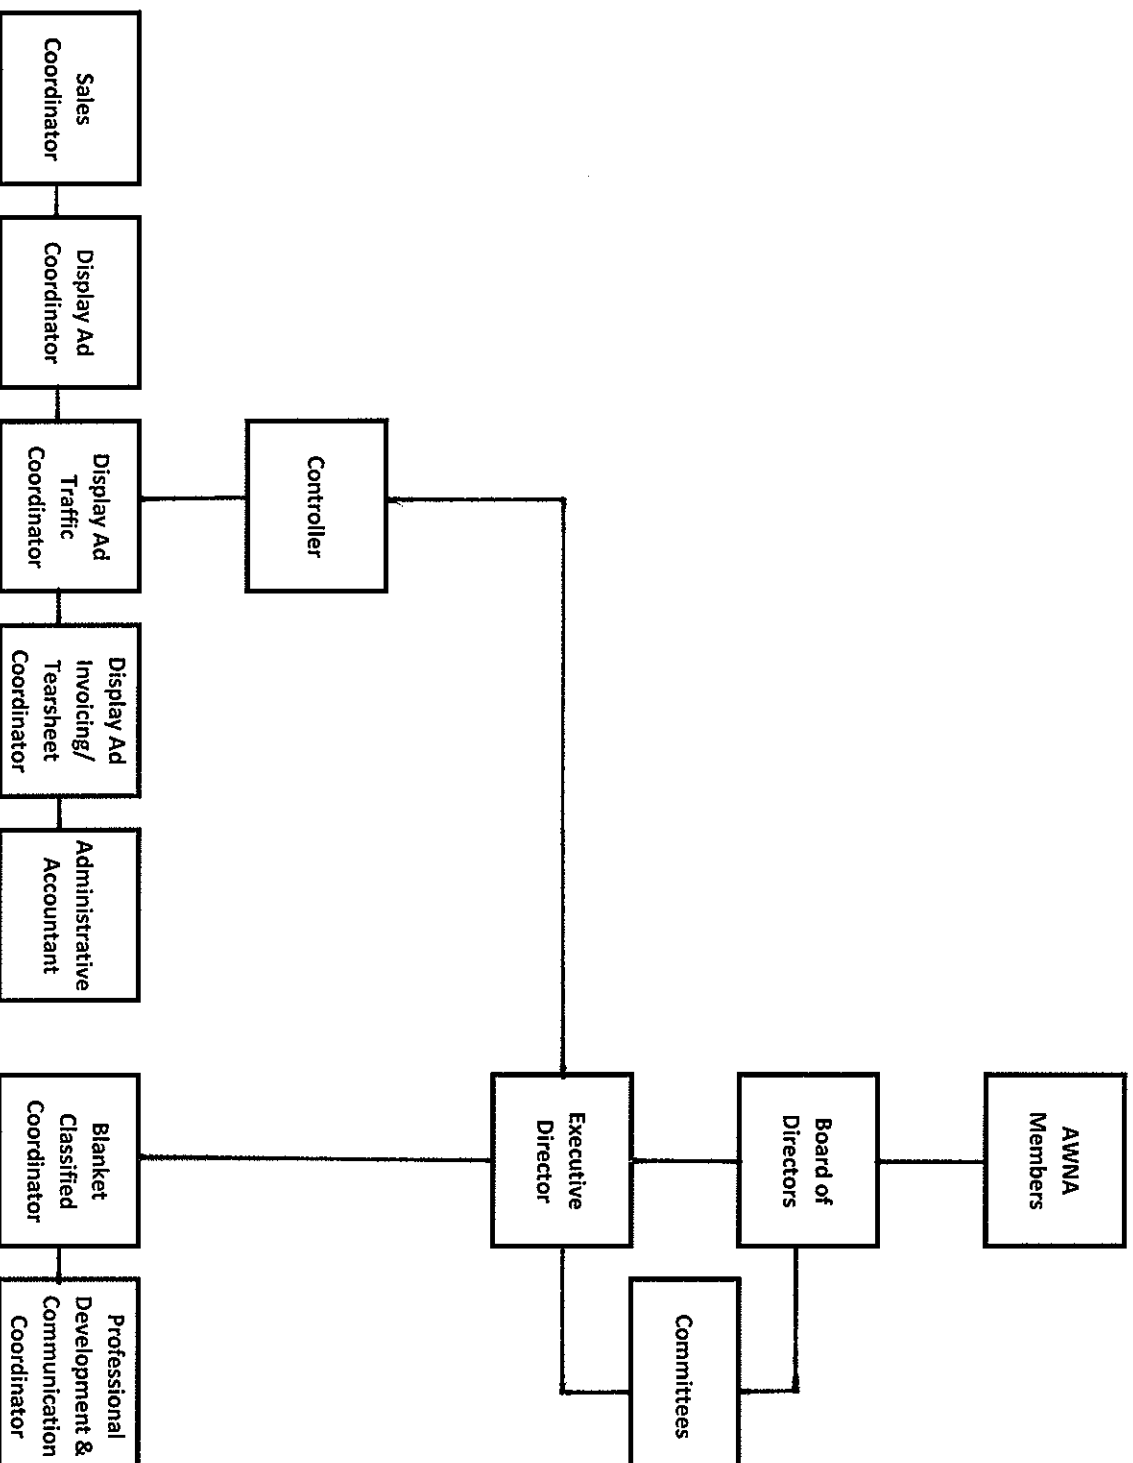 AWNA
Members
Board of
Directors
Committees
Executive
Director
Controller
Sales
Coordinator
Display Ad
Coordinator
Display Ad
Traffic
Coordinator
Display Ad
Invoicing/
Tearsheet
Coordinator
Administrative
Accountant
Blanket
Classified
Coordinator
Professional
Development &
Communication
Coordinator